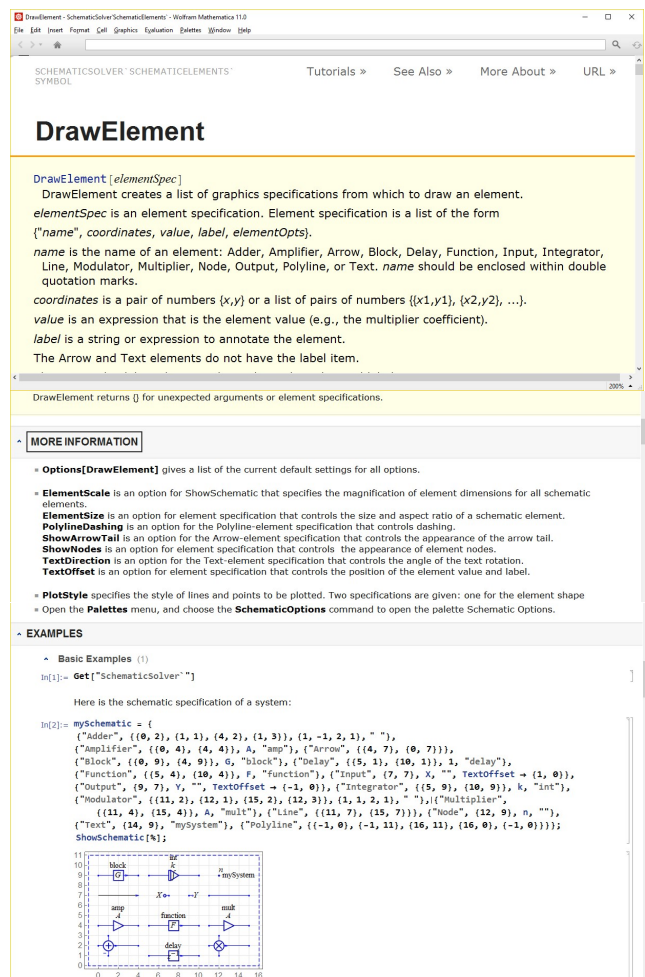 DrawElement - SchematicSolver`SchematicElements` - Wolfram Mathematica 11.0
File Edit Insert Format Cell Graphics Evaluation Palettes Window Help
SCHEMATICSOLVER`SCHEMATICELEMENTS`
SYMBOL
Tutorials » See Also » More About » URL »
DrawElement
DrawElement[elementSpec]
DrawElement creates a list of graphics specifications from which to draw an element.
elementSpec is an element specification. Element specification is a list of the form
{"name", coordinates, value, label, elementOpts}.
name is the name of an element: Adder, Amplifier, Arrow, Block, Delay, Function, Input, Integrator,
Line, Modulator, Multiplier, Node, Output, Polyline, or Text. name should be enclosed within double
quotation marks.
coordinates is a pair of numbers {x,y} or a list of pairs of numbers {{x1,y1}, {x2,y2}, ...}.
value is an expression that is the element value (e.g., the multiplier coefficient).
label is a string or expression to annotate the element.
The Arrow and Text elements do not have the label item.
200%
DrawElement returns {} for unexpected arguments or element specifications.
MORE INFORMATION
Options[DrawElement] gives a list of the current default settings for all options.
ElementScale is an option for ShowSchematic that specifies the magnification of element dimensions for all schematic
elements.
ElementSize is an option for element specification that controls the size and aspect ratio of a schematic element.
PolylineDashing is an option for the Polyline-element specification that controls dashing.
ShowArrowTail is an option for the Arrow-element specification that controls the appearance of the arrow tail.
ShowNodes is an option for element specification that controls the appearance of element nodes.
TextDirection is an option for the Text-element specification that controls the angle of the text rotation.
TextOffset is an option for element specification that controls the position of the element value and label.
PlotStyle specifies the style of lines and points to be plotted. Two specifications are given: one for the element shape
Open the Palettes menu, and choose the SchematicOptions command to open the palette Schematic Options.
EXAMPLES
Basic Examples (1)
In[1]:= Get["SchematicSolver`"]
Here is the schematic specification of a system:
In[2]:= mySchematic = {
{"Adder", {{0, 2}, {1, 1}, {4, 2}, {1, 3}}, {1, -1, 2, 1}, " "},
{"Amplifier", {{0, 4}, {4, 4}}, A, "amp"}, {"Arrow", {{4, 7}, {0, 7}}},
{"Block", {{0, 9}, {4, 9}}, G, "block"}, {"Delay", {{5, 1}, {10, 1}}, 1, "delay"},
{"Function", {{5, 4}, {10, 4}}, F, "function"}, {"Input", {7, 7}, X, "", TextOffset → {1, 0}},
{"Output", {9, 7}, Y, "", TextOffset → {-1, 0}}, {"Integrator", {{5, 9}, {10, 9}}, k, "int"},
{"Modulator", {{11, 2}, {12, 1}, {15, 2}, {12, 3}}, {1, 1, 2, 1}, " "}, {"Multiplier",
{{11, 4}, {15, 4}}, A, "mult"}, {"Line", {{11, 7}, {15, 7}}}, {"Node", {12, 9}, n, ""},
{"Text", {14, 9}, "mySystem"}, {"Polyline", {{-1, 0}, {-1, 11}, {16, 11}, {16, 0}, {-1, 0}}}};
ShowSchematic[%];
11
10 block int n
9 G k mySystem
8
7 X Y
6 amp function mult
5 A A
4 F
3
2 delay
1
0
0 2 4 6 8 10 12 14 16